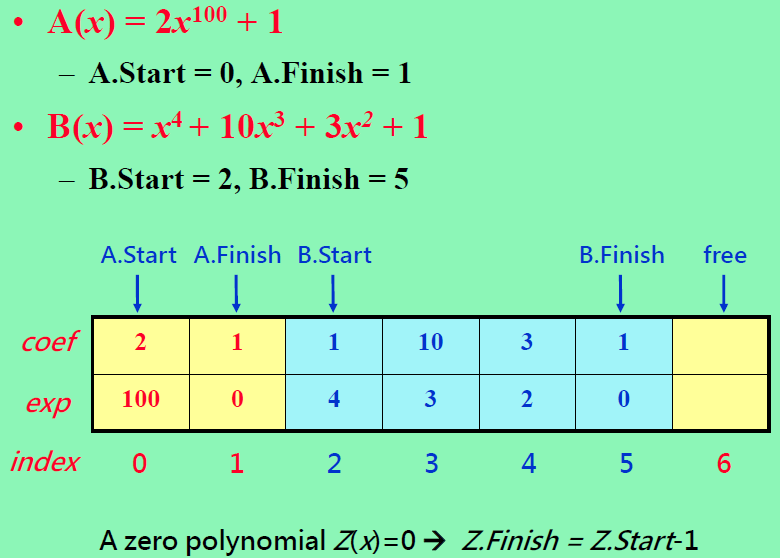 • A(x) = 2x¹⁰⁰ + 1
– A.Start = 0, A.Finish = 1
• B(x) = x⁴ + 10x³ + 3x² + 1
– B.Start = 2, B.Finish = 5
A.Start A.Finish B.Start B.Finish free
coef 2 1 1 10 3 1
exp 100 0 4 3 2 0
index 0 1 2 3 4 5 6
A zero polynomial Z(x)=0 → Z.Finish = Z.Start-1